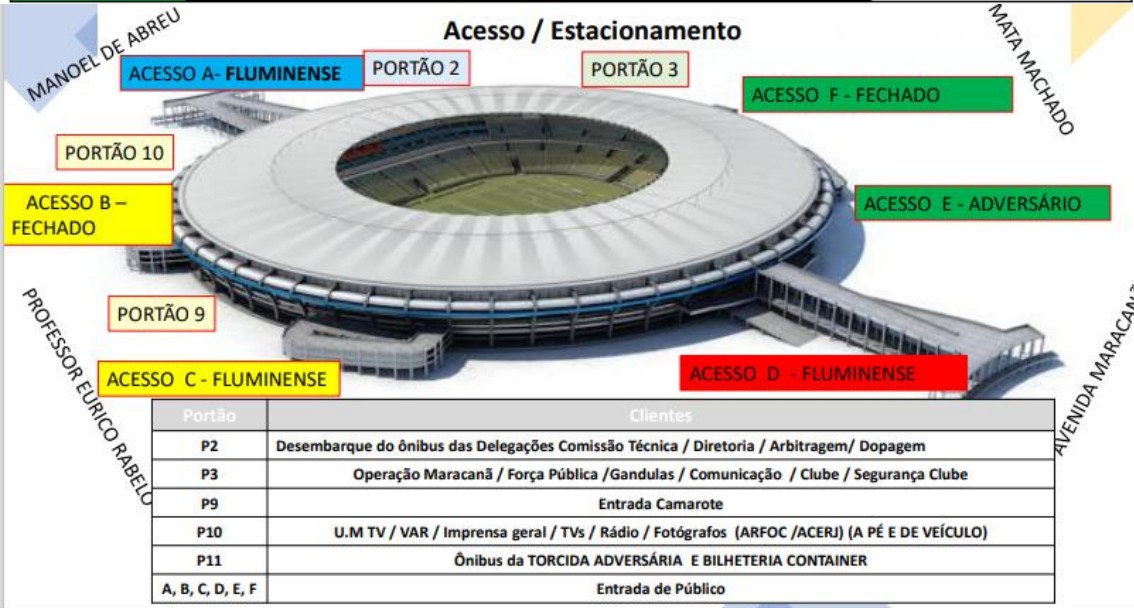 Acesso / Estacionamento
MANOEL DE ABREU
MATA MACHADO
ACESSO A- FLUMINENSE
PORTÃO 2
PORTÃO 3
ACESSO F - FECHADO
PORTÃO 10
ACESSO B –
FECHADO
ACESSO E - ADVERSÁRIO
PORTÃO 9
PROFESSOR EURICO RABELO
AVENIDA MARACANÃ
ACESSO C - FLUMINENSE
ACESSO D - FLUMINENSE
Portão Clientes
P2 Desembarque do ônibus das Delegações Comissão Técnica / Diretoria / Arbitragem/ Dopagem
P3 Operação Maracanã / Força Pública /Gandulas / Comunicação / Clube / Segurança Clube
P9 Entrada Camarote
P10 U.M TV / VAR / Imprensa geral / TVs / Rádio / Fotógrafos (ARFOC /ACERJ) (A PÉ E DE VEÍCULO)
P11 Ônibus da TORCIDA ADVERSÁRIA E BILHETERIA CONTAINER
A, B, C, D, E, F Entrada de Público